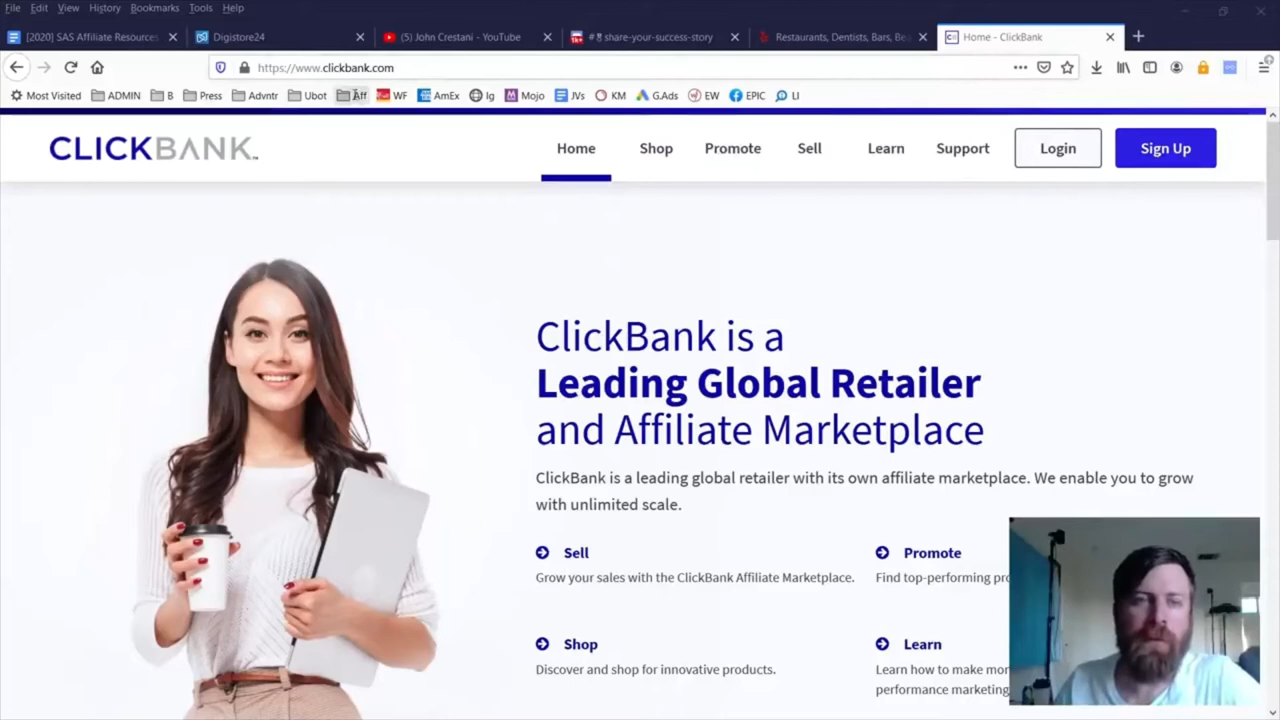 File Edit View History Bookmarks Tools Help
[2020] SAS Affiliate Resources
Digistore24
(5) John Crestani - YouTube
share-your-success-story
Restaurants, Dentists, Bars, Be
Home - ClickBank
https://www.clickbank.com
Most Visited ADMIN B Press Advntr Ubot Aff WF AmEx Ig Mojo JVs KM G.Ads EW EPIC LI
CLICKBANK
Home Shop Promote Sell Learn Support Login Sign Up
ClickBank is a
Leading Global Retailer
and Affiliate Marketplace
ClickBank is a leading global retailer with its own affiliate marketplace. We enable you to grow
with unlimited scale.
Sell
Grow your sales with the ClickBank Affiliate Marketplace.
Promote
Find top-performing
Shop
Discover and shop for innovative products.
Learn
Learn how to make
performance marketing